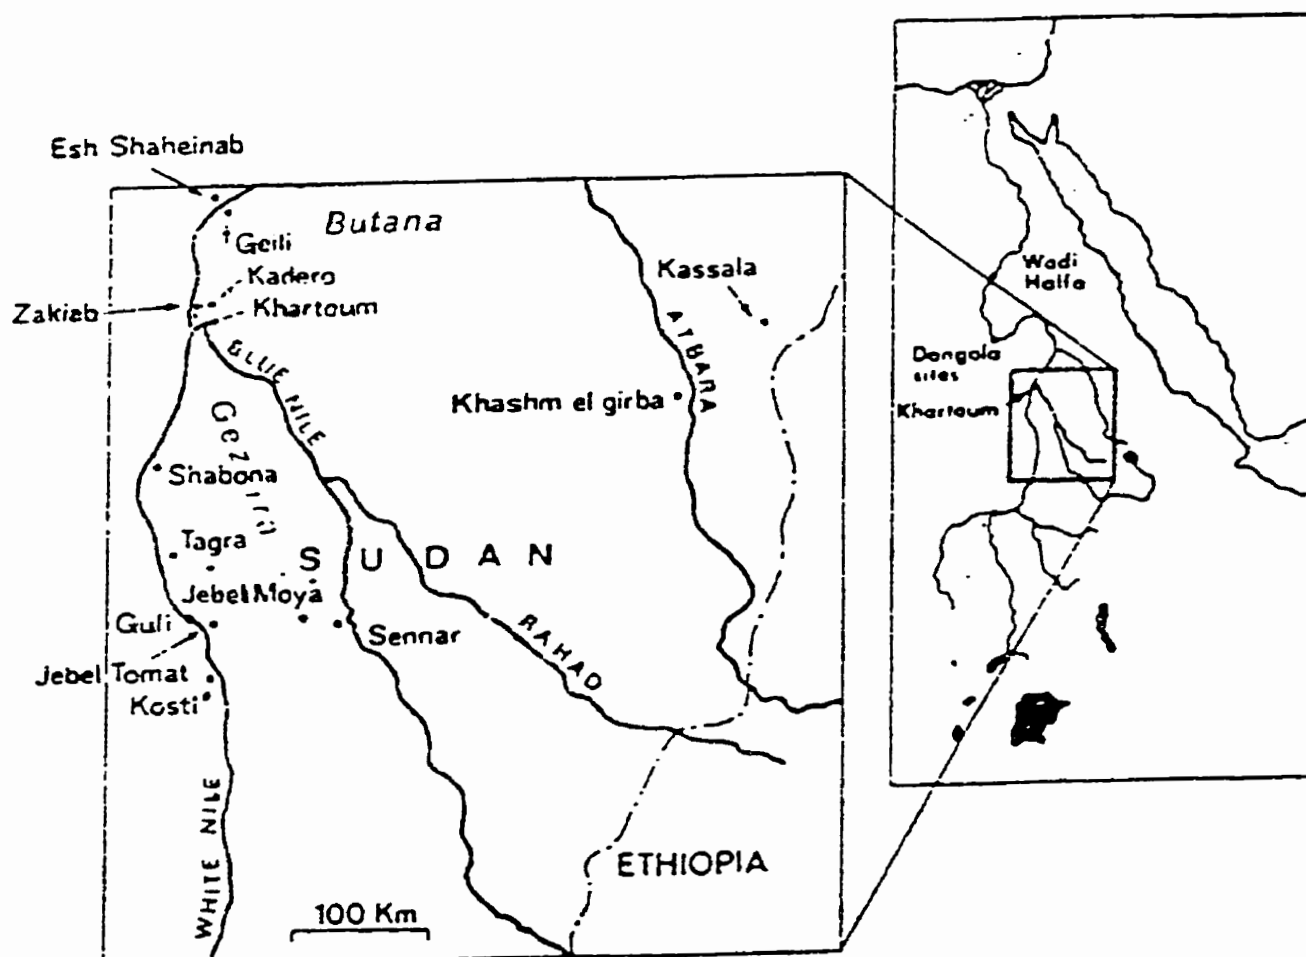 Esh Shaheinab
Butana
Geili
Kadero
Zakiab
Khartoum
BLUE NILE
Kassala
ATBARA
Khashm el girba
Shabona
Tagra
SUDAN
Jebel Moya
Guli
Sennar
Jebel Tomat
Kosti
RAHAD
WHITE NILE
ETHIOPIA
100 Km
Wadi
Halfa
Dongola
sites
Khartoum